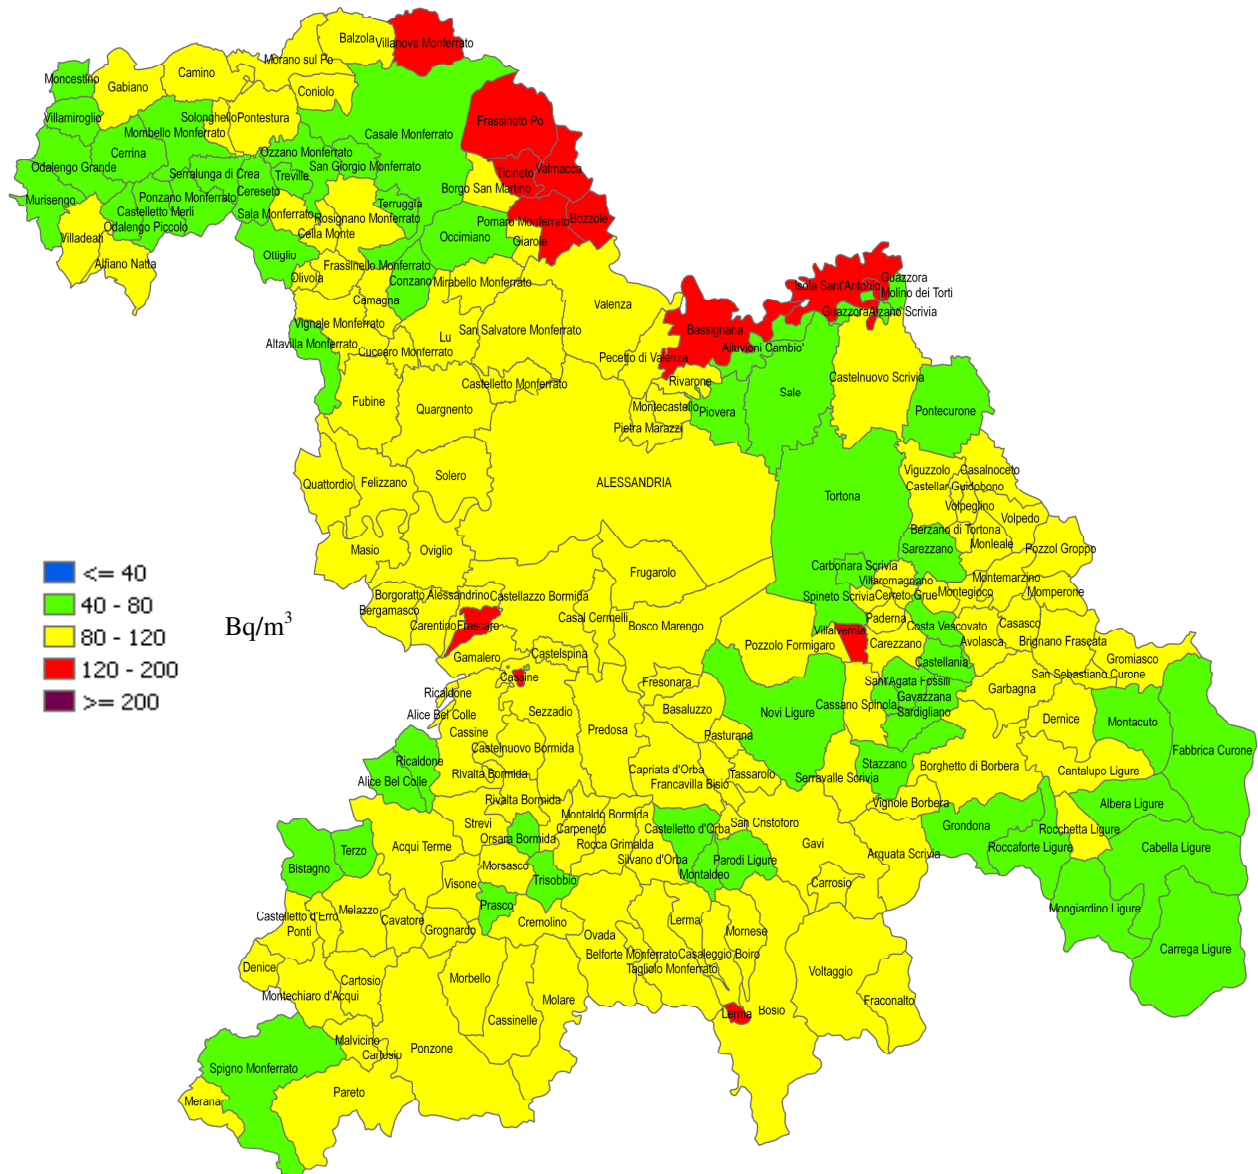 Balzola
Villanova Monferrato
Morano sul Po
Moncestino
Gabiano
Camino
Coniolo
Villamiroglio
Solonghello
Pontestura
Mombello Monferrato
Casale Monferrato
Frassineto Po
Cerrina
Odalengo Grande
Ozzano Monferrato
San Giorgio Monferrato
Serralunga di Crea
Treville
Ticineto
Valmacca
Borgo San Martino
Murisengo
Ponzano Monferrato
Cereseto
Castelletto Merli
Sala Monferrato
Rosignano Monferrato
Terruggia
Odalengo Piccolo
Pomaro Monferrato
Bozzole
Villadeati
Cella Monte
Occimiano
Giarole
Alfiano Natta
Ottiglio
Frassinello Monferrato
Olivola
Conzano
Mirabello Monferrato
Camagna
Valenza
Guazzora
Isola Sant'Antonio
Molino dei Torti
Guazzora
Alzano Scrivia
Vignale Monferrato
San Salvatore Monferrato
Bassignana
Altavilla Monferrato
Lu
Cuccaro Monferrato
Pecetto di Valenza
Alluvioni Cambio'
Castelletto Monferrato
Rivarone
Castelnuovo Scrivia
Fubine
Quargnento
Montecastello
Piovera
Sale
Pontecurone
Pietra Marazzi
Quattordio
Felizzano
Solero
ALESSANDRIA
Tortona
Viguzzolo
Casalnoceto
Castellar Guidobono
Volpeglino
Volpedo
Berzano di Tortona
Masio
Oviglio
Sarezzano
Monleale
Pozzol Groppo
<= 40
40 - 80
80 - 120
120 - 200
>= 200
Bq/m³
Frugarolo
Carbonara Scrivia
Villaromagnano
Montemarzino
Borgoratto Alessandrino
Castellazzo Bormida
Spineto Scrivia
Cerreto Grue
Montegioco
Momperone
Bergamasco
Carentino
Frascaro
Casal Cermelli
Bosco Marengo
Paderna
Costa Vescovato
Casasco
Villalvernia
Carezzano
Avolasca
Brignano Frascata
Pozzolo Formigaro
Gamalero
Castelspina
Castellania
Gromiasco
Cassine
Fresonara
Sant'Agata Fossili
San Sebastiano Curone
Ricaldone
Gavazzana
Garbagna
Alice Bel Colle
Sezzadio
Basaluzzo
Novi Ligure
Cassano Spinola
Sardigliano
Dernice
Montacuto
Cassine
Predosa
Pasturana
Castelnuovo Bormida
Fabbrica Curone
Ricaldone
Rivalta Bormida
Capriata d'Orba
Tassarolo
Serravalle Scrivia
Stazzano
Borghetto di Borbera
Cantalupo Ligure
Alice Bel Colle
Francavilla Bisio
Rivalta Bormida
Vignole Borbera
Albera Ligure
Montaldo Bormida
Strevi
Carpeneto
Castelletto d'Orba
San Cristoforo
Grondona
Rocchetta Ligure
Orsara Bormida
Rocca Grimalda
Gavi
Roccaforte Ligure
Cabella Ligure
Terzo
Acqui Terme
Arquata Scrivia
Bistagno
Morsasco
Silvano d'Orba
Parodi Ligure
Montaldeo
Visone
Trisobbio
Carrosio
Prasco
Mongiardino Ligure
Castelletto d'Erro
Melazzo
Cavatore
Cremolino
Lerma
Ponti
Grognardo
Ovada
Mornese
Carrega Ligure
Belforte Monferrato
Casaleggio Boiro
Denice
Tagliolo Monferrato
Voltaggio
Cartosio
Morbello
Montechiaro d'Acqui
Molare
Fraconalto
Lerma
Bosio
Cassinelle
Malvicino
Ponzone
Cartosio
Spigno Monferrato
Pareto
Merana